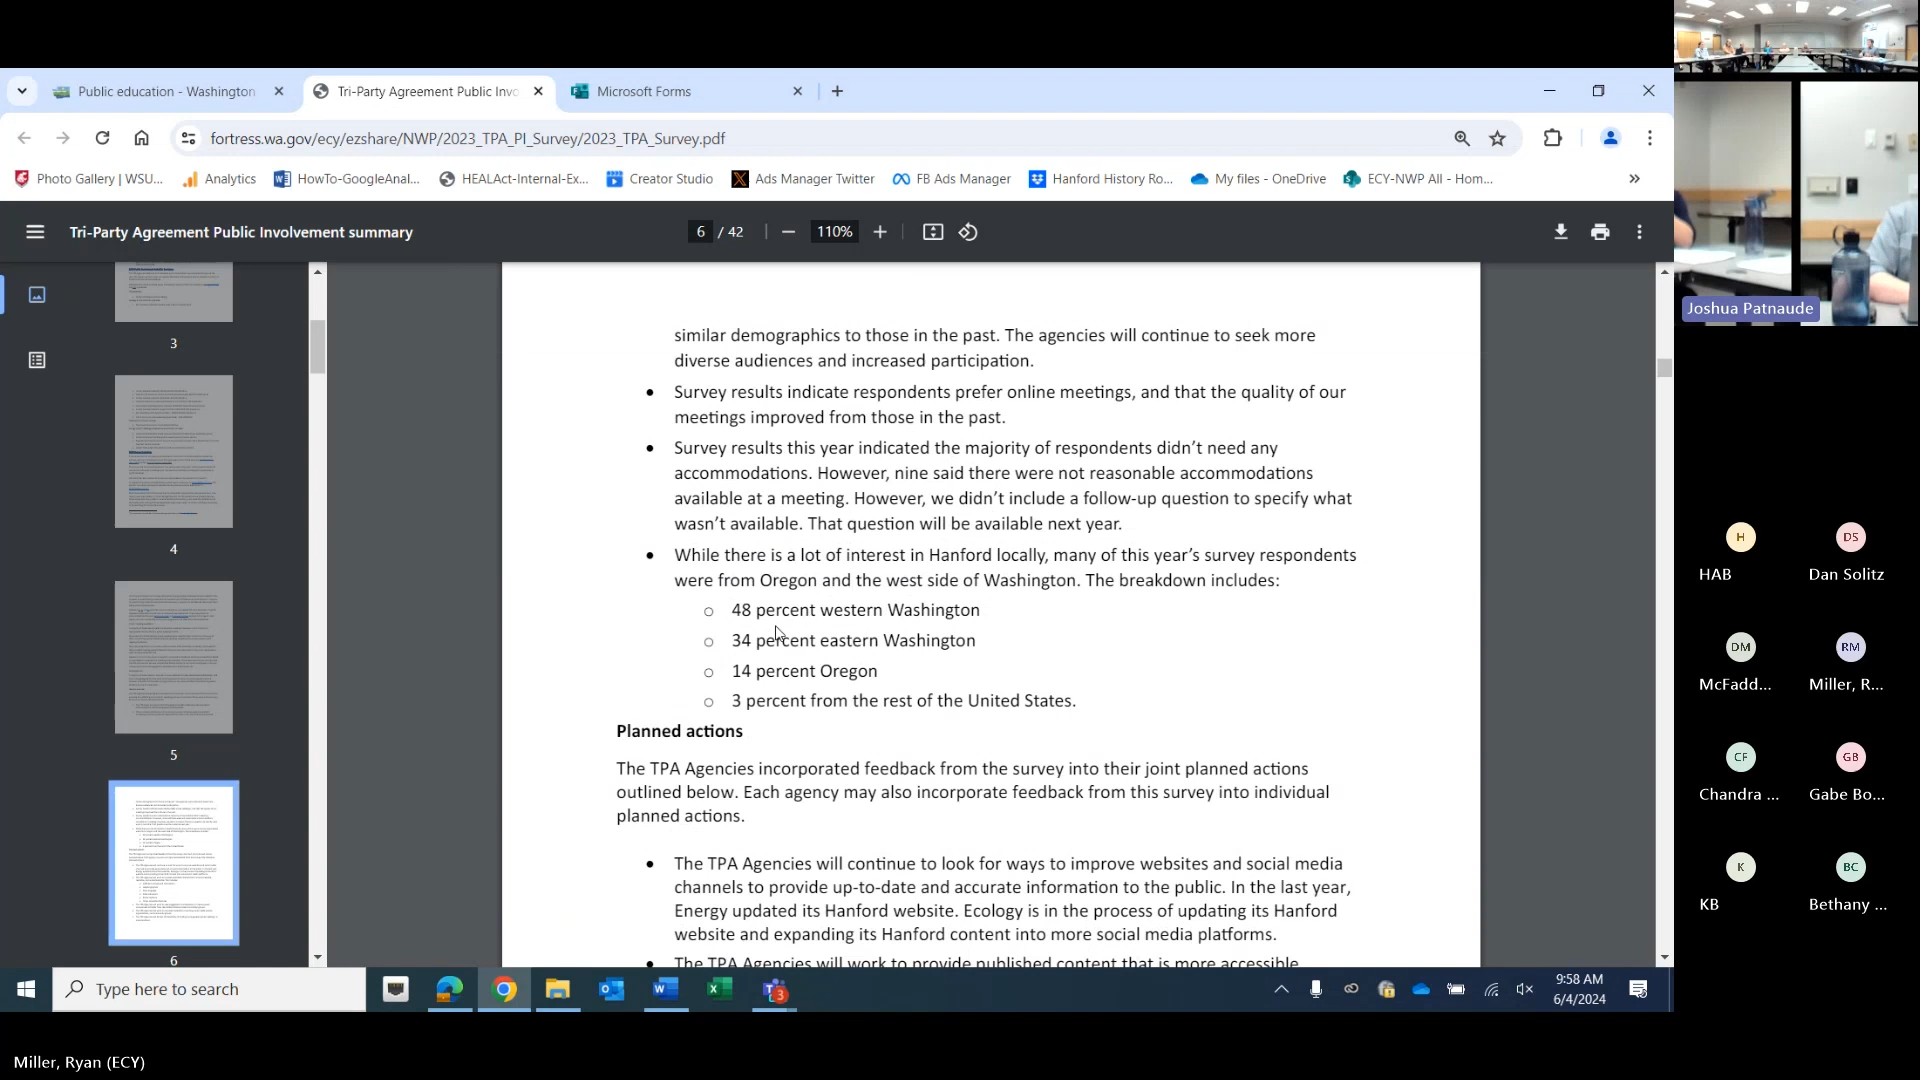 Public education - Washington
Tri-Party Agreement Public Invo
Microsoft Forms
fortress.wa.gov/ecy/ezshare/NWP/2023_TPA_PI_Survey/2023_TPA_Survey.pdf
Photo Gallery | WSU...
Analytics
HowTo-GoogleAnal...
HEALAct-Internal-Ex...
Creator Studio
Ads Manager Twitter
FB Ads Manager
Hanford History Ro...
My files - OneDrive
ECY-NWP All - Hom...
Tri-Party Agreement Public Involvement summary
6 / 42
110%
3
4
5
6
similar demographics to those in the past. The agencies will continue to seek more
diverse audiences and increased participation.
• Survey results indicate respondents prefer online meetings, and that the quality of our
meetings improved from those in the past.
• Survey results this year indicated the majority of respondents didn't need any
accommodations. However, nine said there were not reasonable accommodations
available at a meeting. However, we didn't include a follow-up question to specify what
wasn't available. That question will be available next year.
• While there is a lot of interest in Hanford locally, many of this year's survey respondents
were from Oregon and the west side of Washington. The breakdown includes:
○ 48 percent western Washington
○ 34 percent eastern Washington
○ 14 percent Oregon
○ 3 percent from the rest of the United States.
Planned actions
The TPA Agencies incorporated feedback from the survey into their joint planned actions
outlined below. Each agency may also incorporate feedback from this survey into individual
planned actions.
• The TPA Agencies will continue to look for ways to improve websites and social media
channels to provide up-to-date and accurate information to the public. In the last year,
Energy updated its Hanford website. Ecology is in the process of updating its Hanford
website and expanding its Hanford content into more social media platforms.
• The TPA Agencies will work to provide published content that is more accessible
Type here to search
3
9:58 AM
6/4/2024
Joshua Patnaude
H
HAB
DS
Dan Solitz
DM
McFadd...
RM
Miller, R...
CF
Chandra ...
GB
Gabe Bo...
K
KB
BC
Bethany ...
Miller, Ryan (ECY)